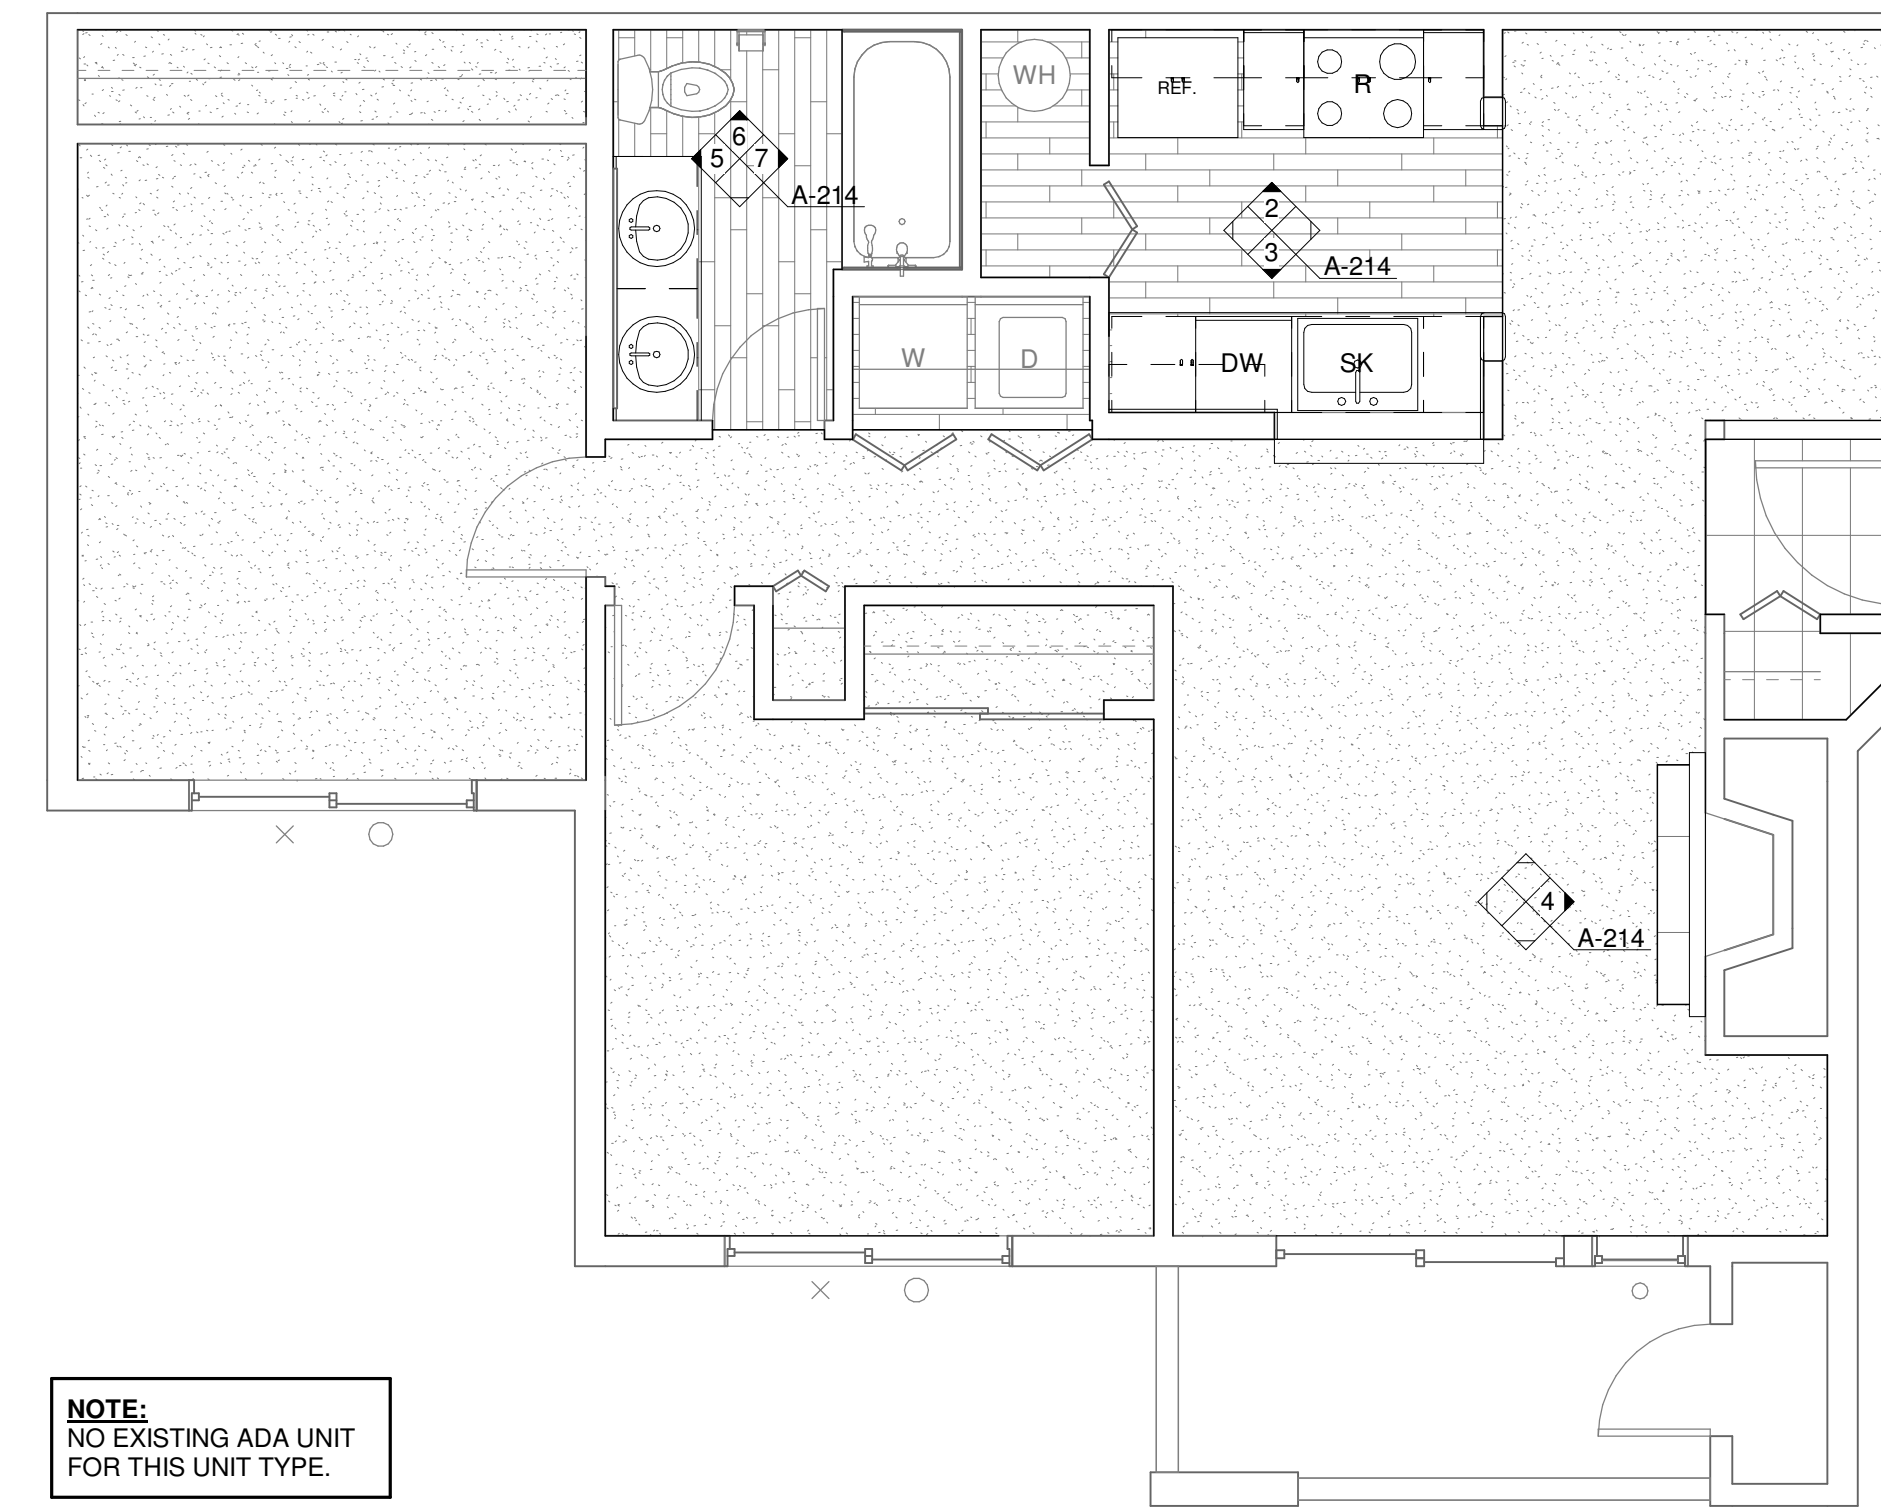 WH
REF.
R
6
5 7
A-214
2
3
A-214
W
D
DW
SK
4
A-214
NOTE:
NO EXISTING ADA UNIT
FOR THIS UNIT TYPE.